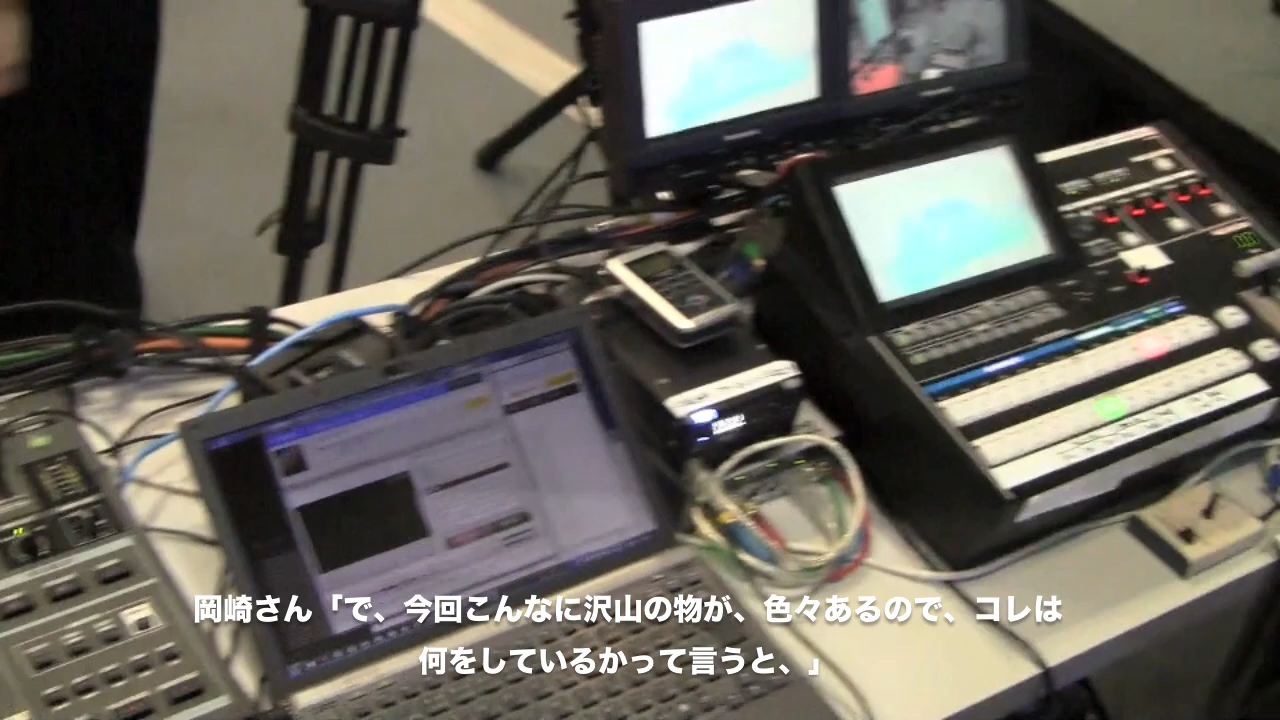 岡崎さん「で、今回こんなに沢山の物が、色々あるので、コレは
何をしているかって言うと、」